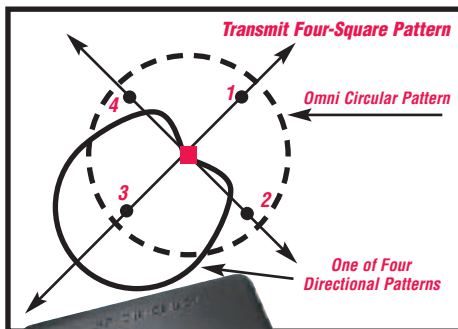 Transmit Four-Square Pattern
4
1
Omni Circular Pattern
3
2
One of Four
Directional Patterns